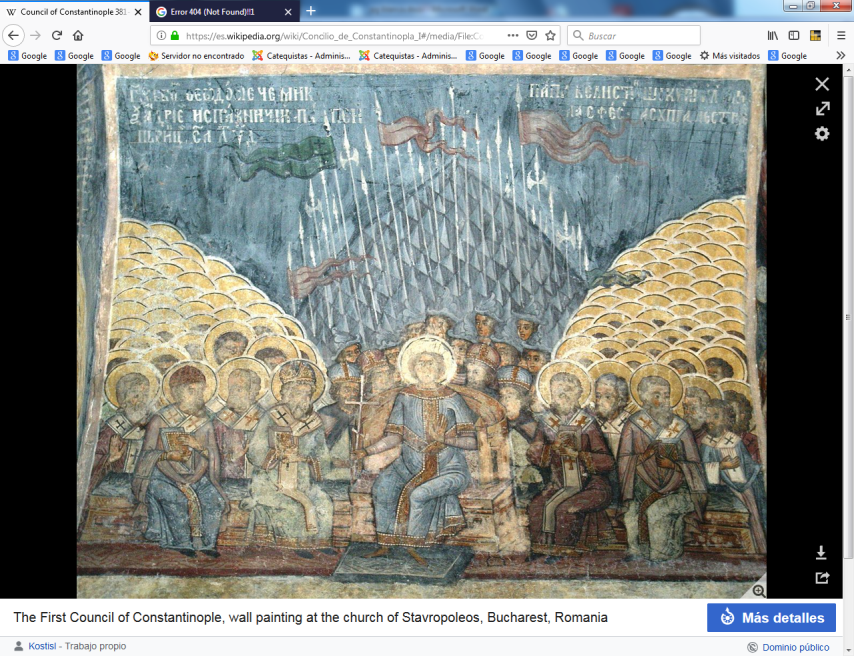 Council of Constantinople 381
Error 404 (Not Found)!!1
https://es.wikipedia.org/wiki/Concilio_de_Constantinopla_I#/media/File:Co
Buscar
Google
Google
Google
Servidor no encontrado
Catequistas - Adminis...
Catequistas - Adminis...
Google
Google
Google
Google
Google
Más visitados
Google
The First Council of Constantinople, wall painting at the church of Stavropoleos, Bucharest, Romania
Más detalles
Kostisl - Trabajo propio
Dominio público